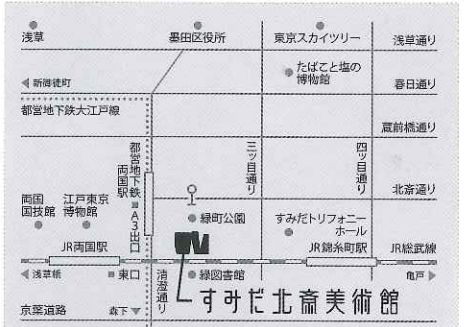 浅草
墨田区役所
東京スカイツリー
浅草通り
たばこと塩の
博物館
新御徒町
春日通り
都営地下鉄大江戸線
蔵前橋通り
都営地下鉄
両国駅
A3出口
三ッ目通り
四ッ目通り
北斎通り
両国
国技館
江戸東京
博物館
緑町公園
すみだトリフォニー
ホール
JR両国駅
JR錦糸町駅
JR総武線
浅草橋
東口
清澄通り
緑図書館
亀戸
すみだ北斎美術館
京葉道路
森下